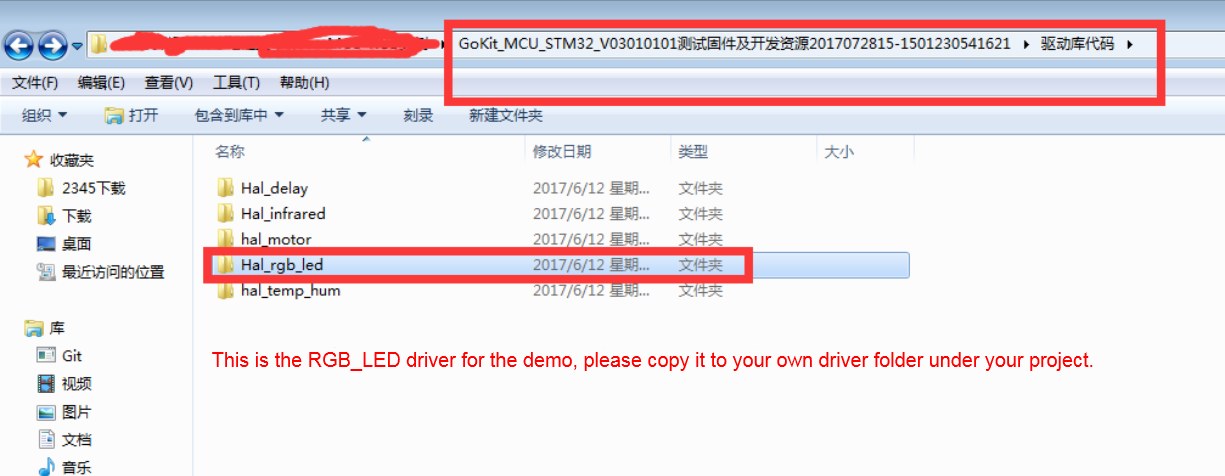 GoKit_MCU_STM32_V03010101测试固件及开发资源2017072815-1501230541621 驱动库代码
文件(F) 编辑(E) 查看(V) 工具(T) 帮助(H)
组织 打开 包含到库中 共享 刻录 新建文件夹
名称 修改日期 类型 大小
收藏夹
2345下载
下载
桌面
最近访问的位置
库
Git
视频
图片
文档
音乐
Hal_delay 2017/6/12 星期... 文件夹
Hal_infrared 2017/6/12 星期... 文件夹
hal_motor 2017/6/12 星期... 文件夹
Hal_rgb_led 2017/6/12 星期... 文件夹
hal_temp_hum 2017/6/12 星期... 文件夹
This is the RGB_LED driver for the demo, please copy it to your own driver folder under your project.